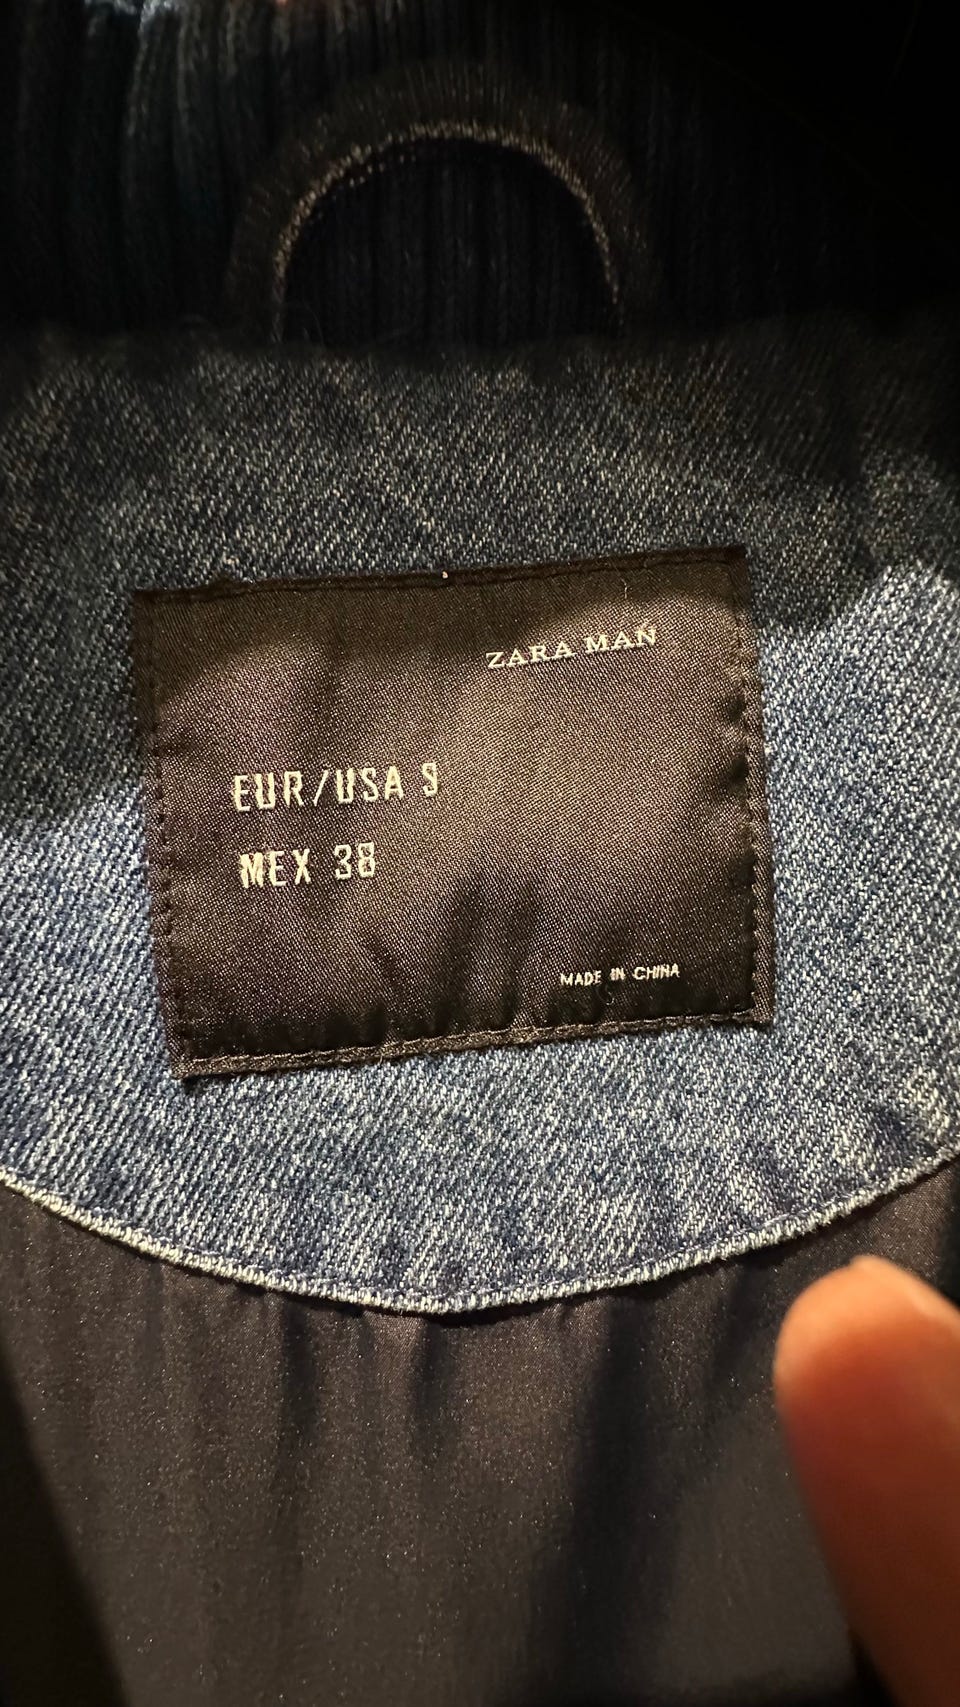 ZARA MAN
EUR/USA S
MEX 38
MADE IN CHINA